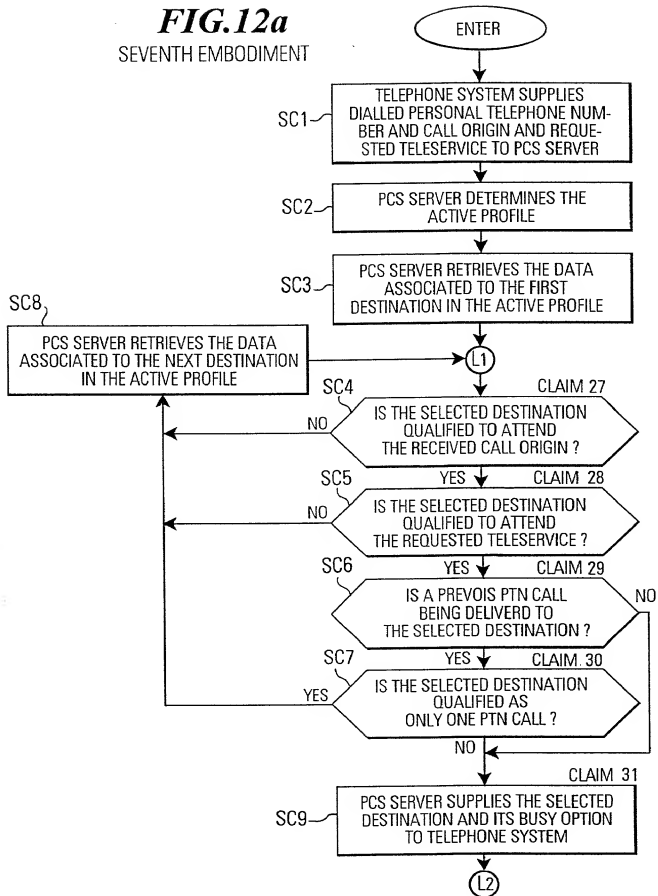 FIG.12a
SEVENTH EMBODIMENT
ENTER
SC1
TELEPHONE SYSTEM SUPPLIES
DIALLED PERSONAL TELEPHONE NUM-
BER AND CALL ORIGIN AND REQUE-
STED TELESERVICE TO PCS SERVER
SC2
PCS SERVER DETERMINES THE
ACTIVE PROFILE
SC3
PCS SERVER RETRIEVES THE DATA
ASSOCIATED TO THE FIRST
DESTINATION IN THE ACTIVE PROFILE
SC8
PCS SERVER RETRIEVES THE DATA
ASSOCIATED TO THE NEXT DESTINATION
IN THE ACTIVE PROFILE
L1
SC4
CLAIM 27
IS THE SELECTED DESTINATION
QUALIFIED TO ATTEND
THE RECEIVED CALL ORIGIN ?
NO
YES
SC5
CLAIM 28
IS THE SELECTED DESTINATION
QUALIFIED TO ATTEND
THE REQUESTED TELESERVICE ?
NO
YES
SC6
CLAIM 29
IS A PREVOIS PTN CALL
BEING DELIVERD TO
THE SELECTED DESTINATION ?
NO
YES
SC7
CLAIM. 30
IS THE SELECTED DESTINATION
QUALIFIED AS
ONLY ONE PTN CALL ?
YES
NO
CLAIM 31
SC9
PCS SERVER SUPPLIES THE SELECTED
DESTINATION AND ITS BUSY OPTION
TO TELEPHONE SYSTEM
L2